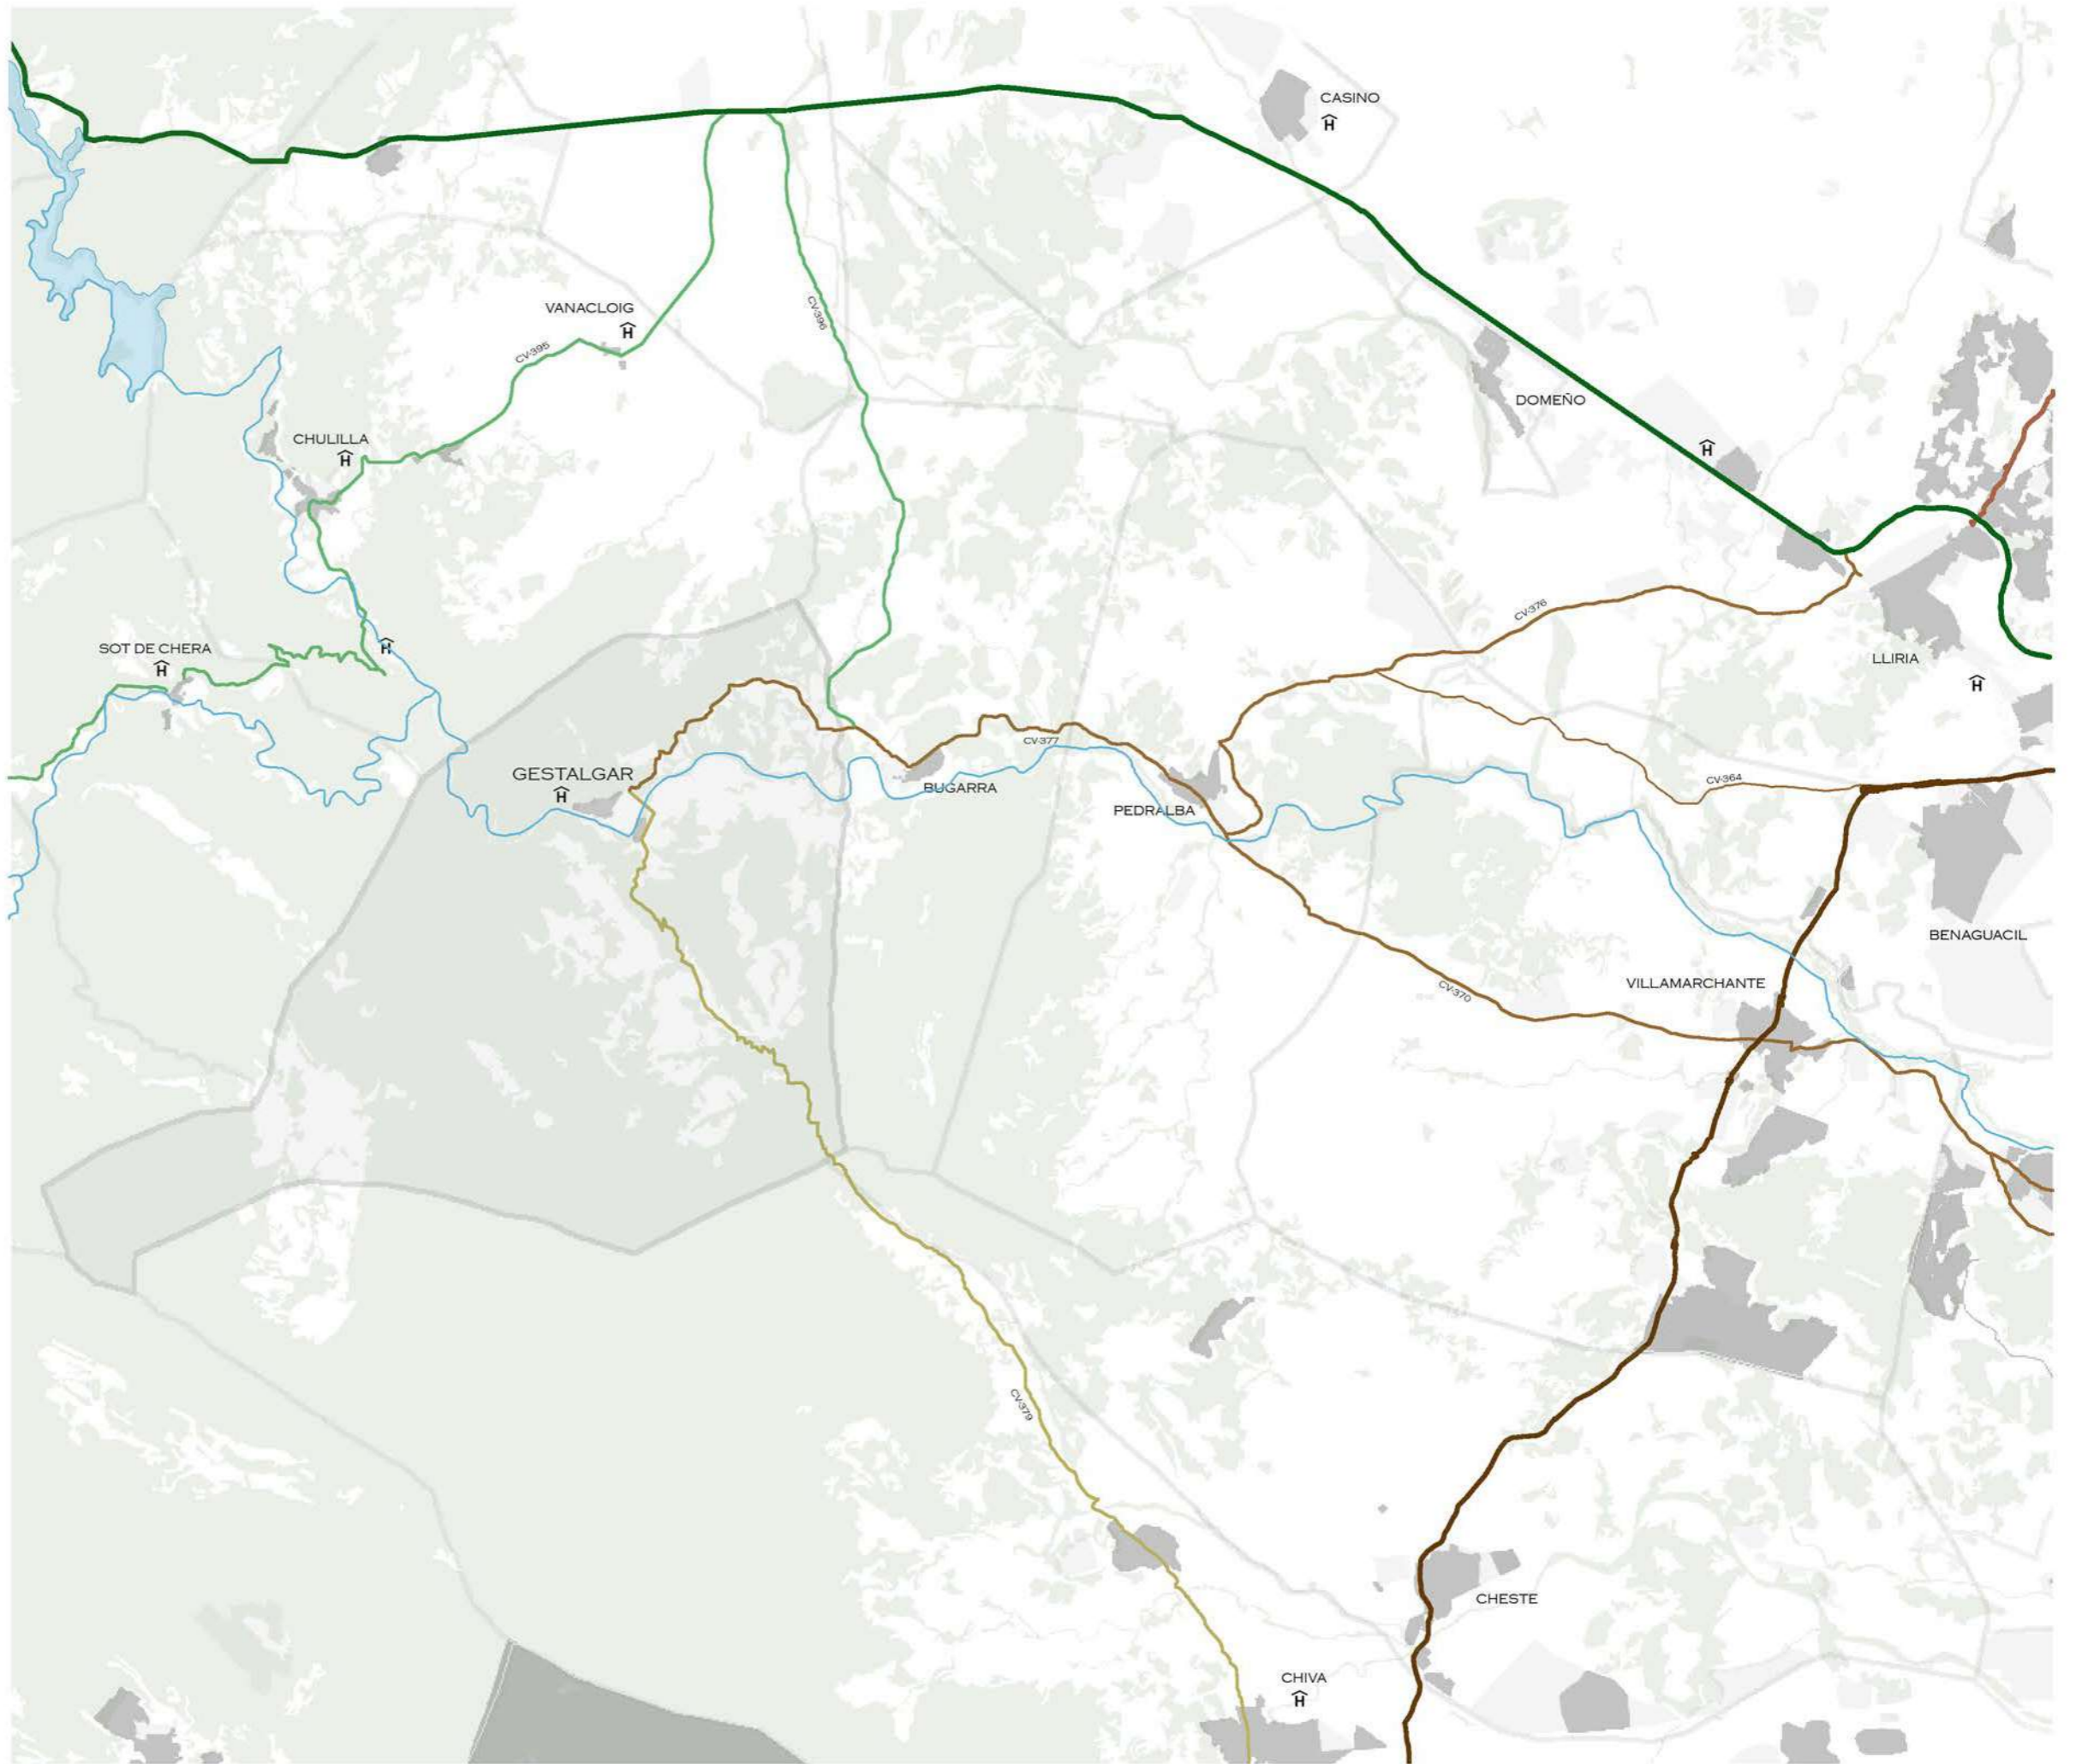 CASINO
H
VANACLOIG
H
CV-396
CV-395
DOMEÑO
CHULILLA
H
H
CV-376
SOT DE CHERA
H
H
LLIRIA
H
CV-377
GESTALGAR
H
BUGARRA
CV-364
PEDRALBA
BENAGUACIL
VILLAMARCHANTE
CV-370
CV-379
CHESTE
CHIVA
H